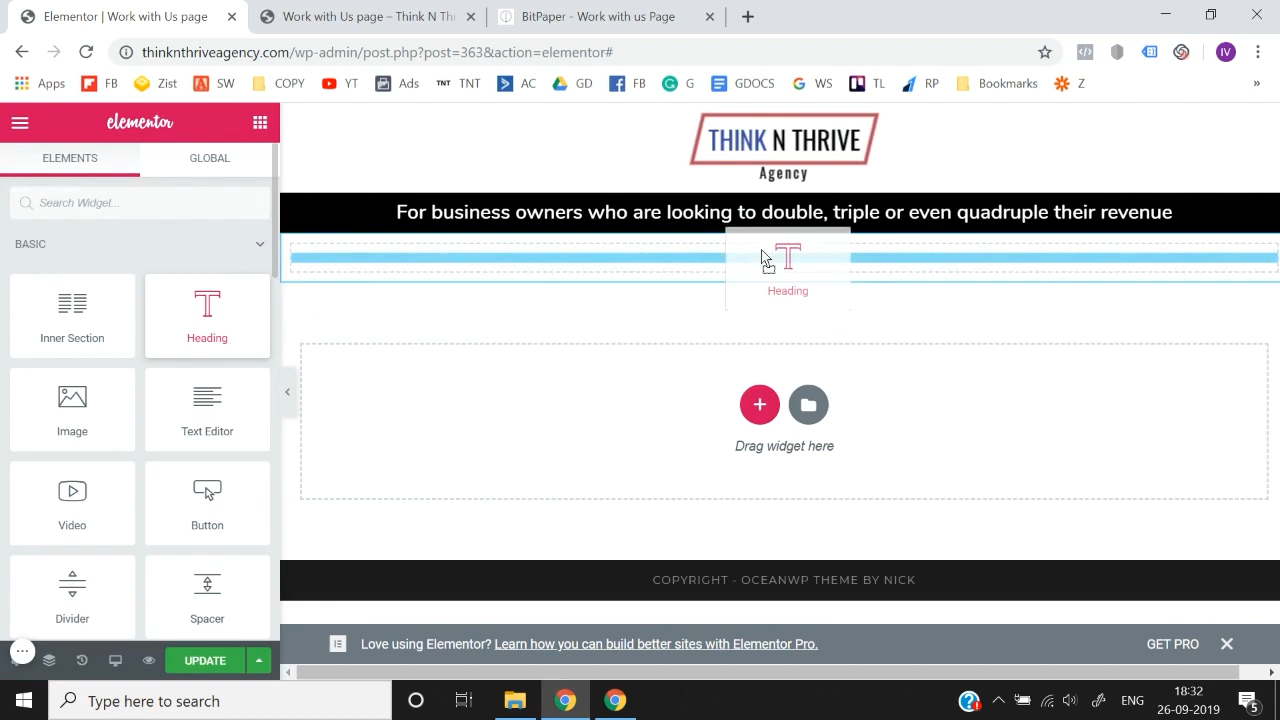 Elementor | Work with Us page
Work with Us page – Think N Thr
BitPaper - Work with us Page
thinknthriveagency.com/wp-admin/post.php?post=363&action=elementor#
IV
Apps
FB
Zist
SW
COPY
YT
Ads
TNT
TNT
AC
GD
FB
G
GDOCS
WS
TL
RP
Bookmarks
Z
»
elementor
ELEMENTS
GLOBAL
Search Widget...
BASIC
Inner Section
Heading
Image
Text Editor
Video
Button
Divider
Spacer
UPDATE
THINK N THRIVE
Agency
For business owners who are looking to double, triple or even quadruple their revenue
Heading
Drag widget here
COPYRIGHT - OCEANWP THEME BY NICK
Love using Elementor? Learn how you can build better sites with Elementor Pro.
GET PRO
Type here to search
ENG
18:32
26-09-2019
5